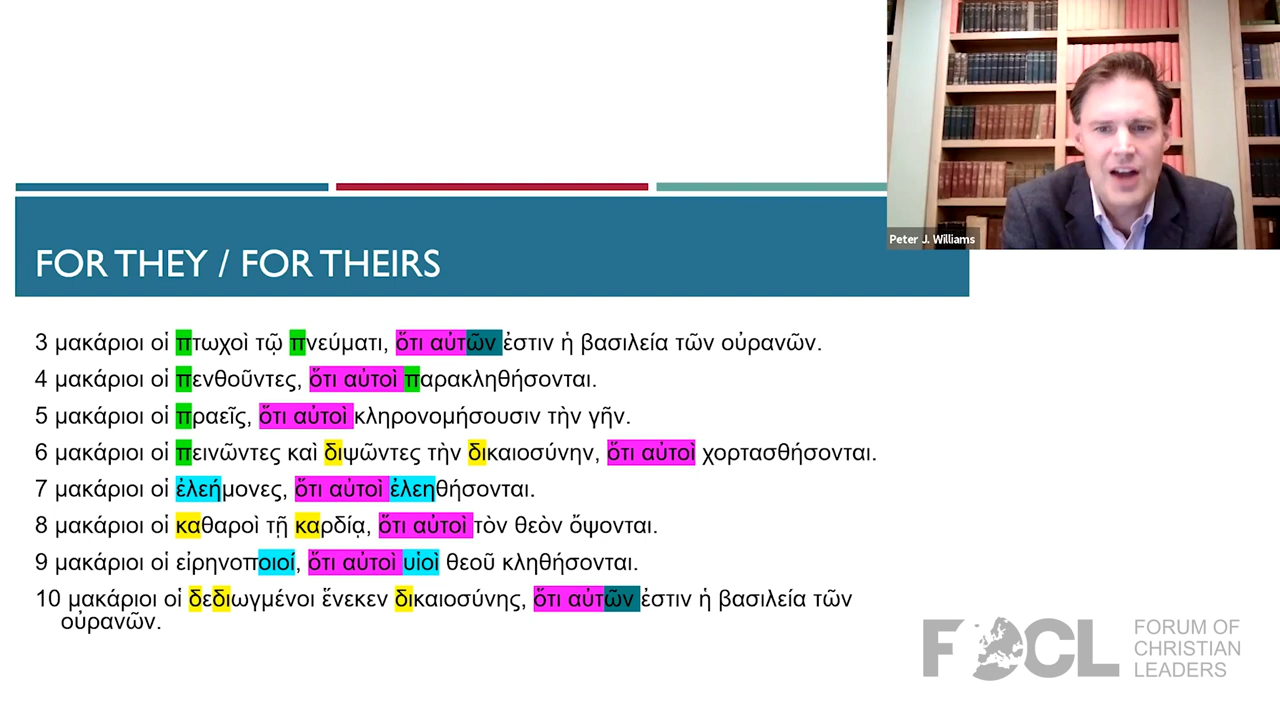 Peter J. Williams
FOR THEY / FOR THEIRS
3 μακάριοι οἱ πτωχοὶ τῷ πνεύματι, ὅτι αὐτῶν ἐστιν ἡ βασιλεία τῶν οὐρανῶν.
4 μακάριοι οἱ πενθοῦντες, ὅτι αὐτοὶ παρακληθήσονται.
5 μακάριοι οἱ πραεῖς, ὅτι αὐτοὶ κληρονομήσουσιν τὴν γῆν.
6 μακάριοι οἱ πεινῶντες καὶ διψῶντες τὴν δικαιοσύνην, ὅτι αὐτοὶ χορτασθήσονται.
7 μακάριοι οἱ ἐλεήμονες, ὅτι αὐτοὶ ἐλεηθήσονται.
8 μακάριοι οἱ καθαροὶ τῇ καρδίᾳ, ὅτι αὐτοὶ τὸν θεὸν ὄψονται.
9 μακάριοι οἱ εἰρηνοποιοί, ὅτι αὐτοὶ υἱοὶ θεοῦ κληθήσονται.
10 μακάριοι οἱ δεδιωγμένοι ἕνεκεν δικαιοσύνης, ὅτι αὐτῶν ἐστιν ἡ βασιλεία τῶν
οὐρανῶν.
FOCL
FORUM OF
CHRISTIAN
LEADERS